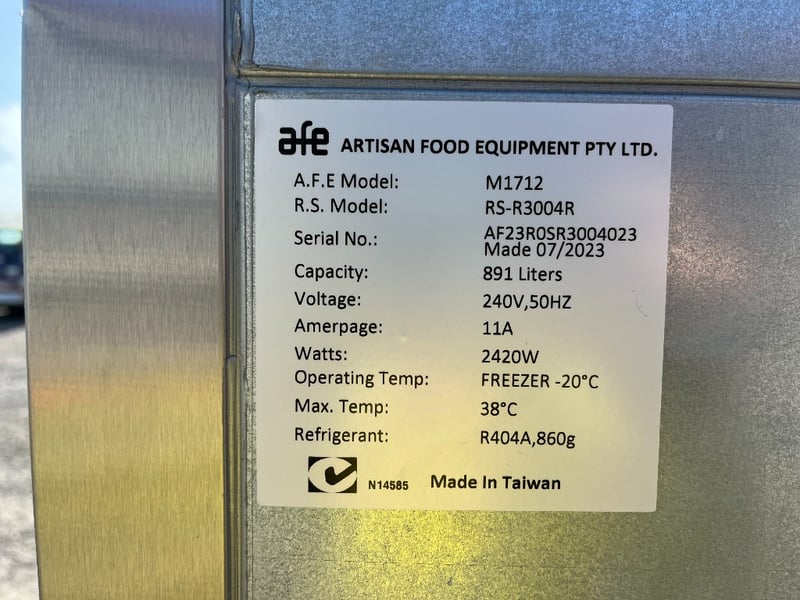 afe ARTISAN FOOD EQUIPMENT PTY LTD.
A.F.E Model: M1712
R.S. Model: RS-R3004R
Serial No.: AF23R0SR3004023
Made 07/2023
Capacity: 891 Liters
Voltage: 240V,50HZ
Amerpage: 11A
Watts: 2420W
Operating Temp: FREEZER -20°C
Max. Temp: 38°C
Refrigerant: R404A,860g
N14585 Made In Taiwan